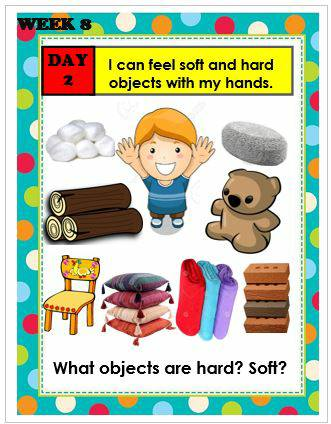 WEEK 8
DAY
2
I can feel soft and hard
objects with my hands.
What objects are hard? Soft?